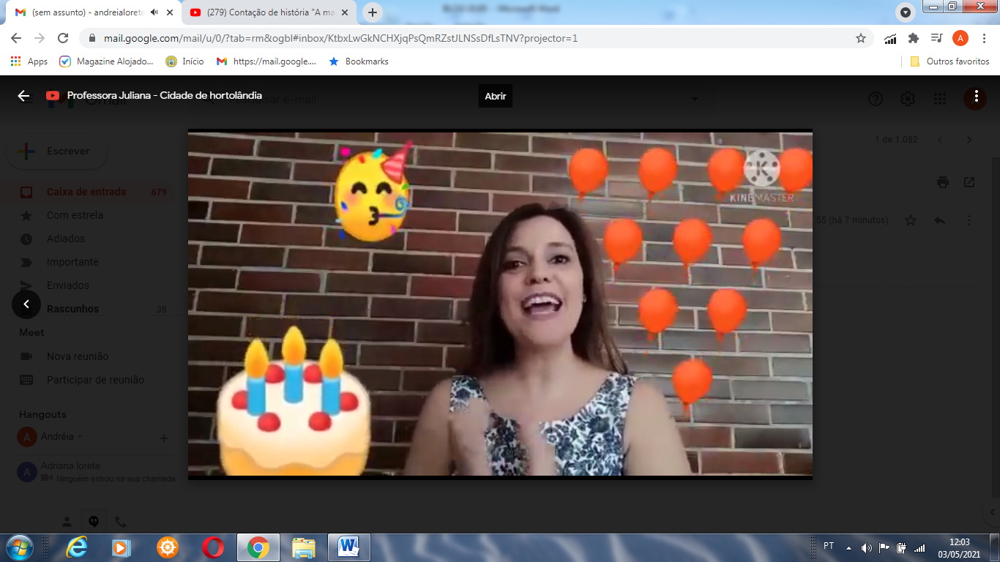 (sem assunto) - andreialorete
(279) Contação de história "A ma
mail.google.com/mail/u/0/?tab=rm&ogbl#inbox/KtbxLwGkNCHXjqPsQmRZstJLNSsDfLsTNV?projector=1
A
Apps
Magazine Alojado...
Início
https://mail.google....
Bookmarks
Outros favoritos
Professora Juliana - Cidade de hortolândia
Abrir
Gmail
Pesquisar e-mail
Escrever
1 de 1.082
Caixa de entrada 679
Com estrela
:55 (há 7 minutos)
Adiados
Importante
Enviados
Rascunhos 38
Meet
Nova reunião
Participar de reunião
Hangouts
A Andréia
A Adriana lorete
Ninguém entrou na sua chamada
K
KINEMASTER
PT
12:03
03/05/2021